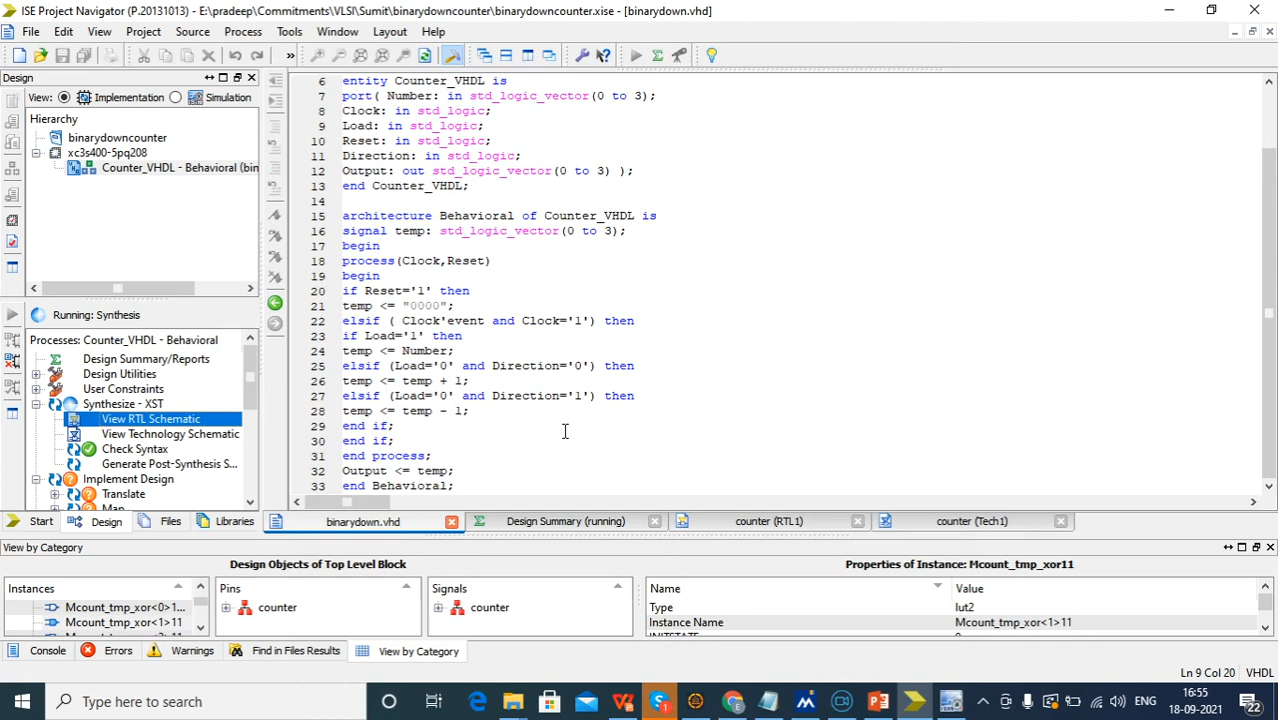 ISE Project Navigator (P.20131013) - E:\pradeep\Commitments\VLSI\Sumit\binarydowncounter\binarydowncounter.xise - [binarydown.vhd]
File Edit View Project Source Process Tools Window Layout Help
Design
View: Implementation Simulation
Hierarchy
binarydowncounter
xc3s400-5pq208
Counter_VHDL - Behavioral (bin
Running: Synthesis
Processes: Counter_VHDL - Behavioral
Design Summary/Reports
Design Utilities
User Constraints
Synthesize - XST
View RTL Schematic
View Technology Schematic
Check Syntax
Generate Post-Synthesis S...
Implement Design
Translate
Map
Start Design Files Libraries
6 entity Counter_VHDL is
7 port( Number: in std_logic_vector(0 to 3);
8 Clock: in std_logic;
9 Load: in std_logic;
10 Reset: in std_logic;
11 Direction: in std_logic;
12 Output: out std_logic_vector(0 to 3) );
13 end Counter_VHDL;
14
15 architecture Behavioral of Counter_VHDL is
16 signal temp: std_logic_vector(0 to 3);
17 begin
18 process(Clock,Reset)
19 begin
20 if Reset='1' then
21 temp <= "0000";
22 elsif ( Clock'event and Clock='1') then
23 if Load='1' then
24 temp <= Number;
25 elsif (Load='0' and Direction='0') then
26 temp <= temp + 1;
27 elsif (Load='0' and Direction='1') then
28 temp <= temp - 1;
29 end if;
30 end if;
31 end process;
32 Output <= temp;
33 end Behavioral;
binarydown.vhd Design Summary (running) counter (RTL1) counter (Tech1)
View by Category
Design Objects of Top Level Block Properties of Instance: Mcount_tmp_xor11
Instances Pins Signals Name Value
Mcount_tmp_xor<0>1... counter counter Type lut2
Mcount_tmp_xor<1>11 Instance Name Mcount_tmp_xor<1>11
Console Errors Warnings Find in Files Results View by Category
Ln 9 Col 20 VHDL
Type here to search
ENG
16:55
18-09-2021
22